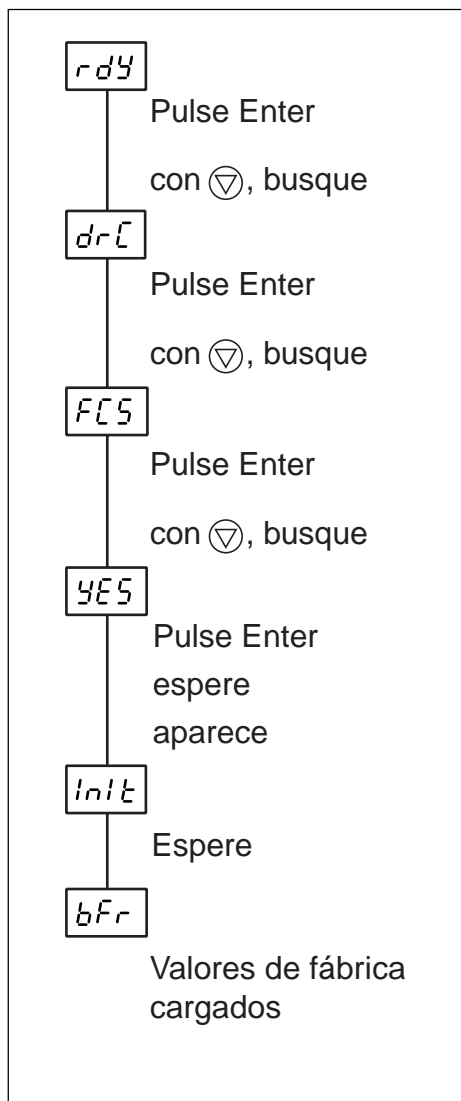 rdY
Pulse Enter
con ▽, busque
drC
Pulse Enter
con ▽, busque
FCS
Pulse Enter
con ▽, busque
YES
Pulse Enter
espere
aparece
InIt
Espere
bFr
Valores de fábrica
cargados